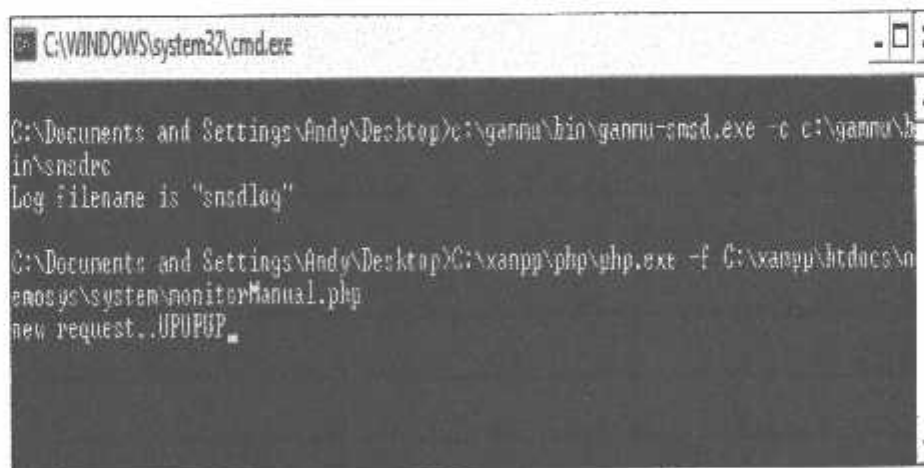 C:\WINDOWS\system32\cmd.exe
C:\Documents and Settings\Andy\Desktop>c:\gammu\bin\gammu-smsd.exe -c c:\gammu\b
in\smsdrc
Log filename is "smsdlog"
C:\Documents and Settings\Andy\Desktop>C:\xampp\php\php.exe -f C:\xampp\htdocs\n
emosys\system\monitorManual.php
new request..UPUPUP_